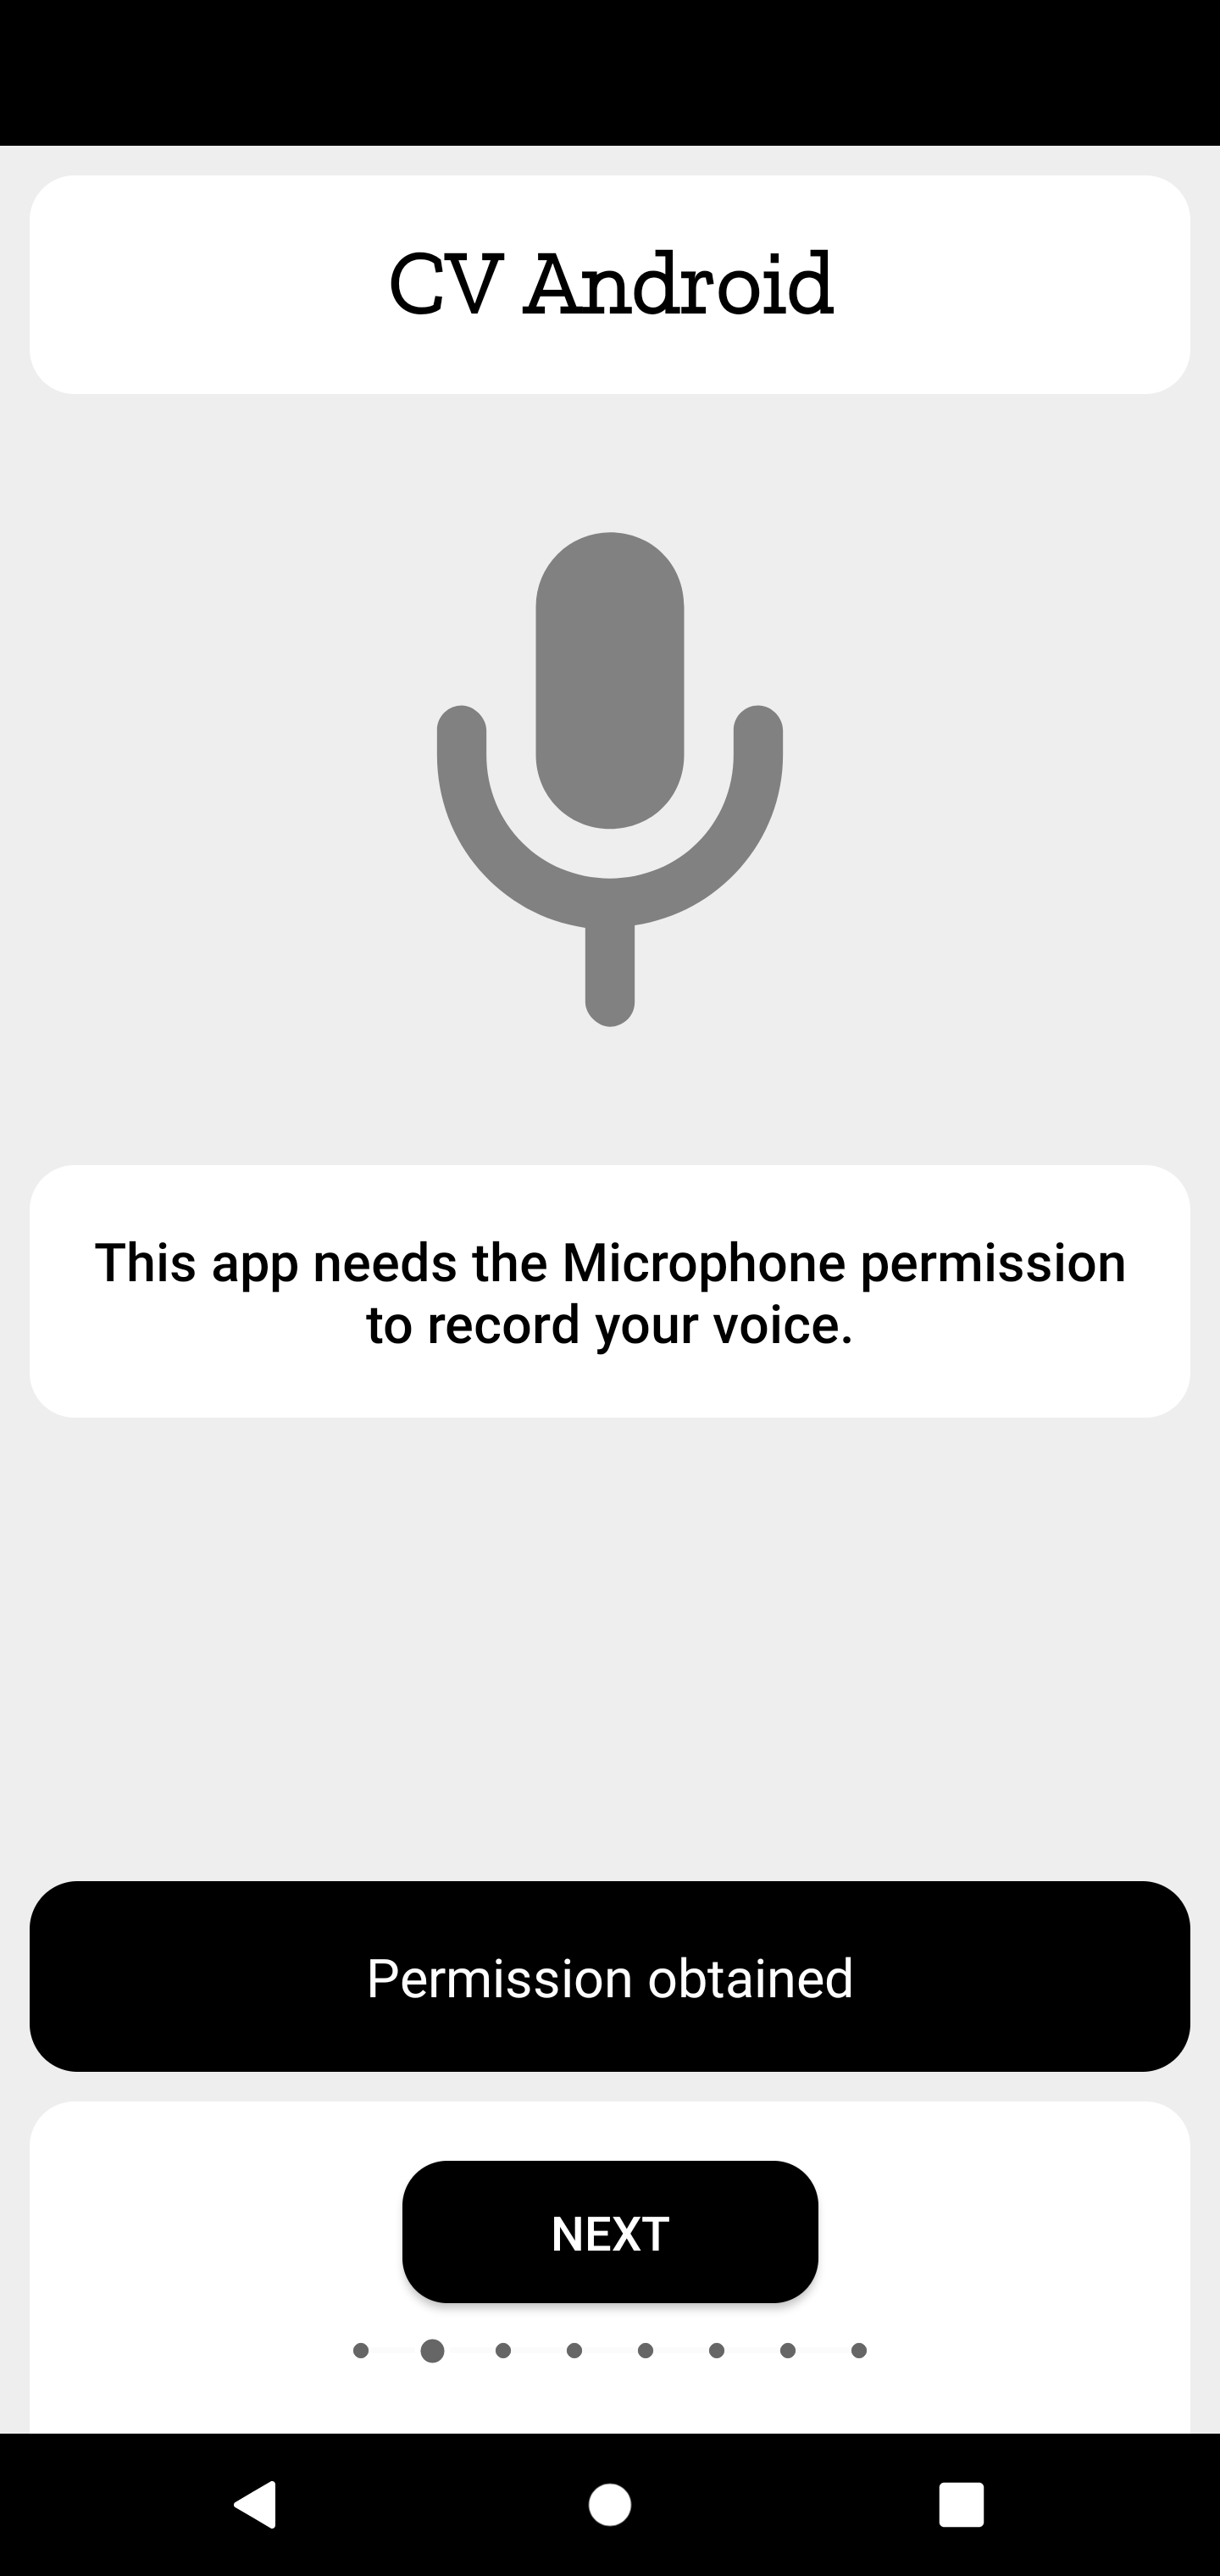 CV Android
This app needs the Microphone permission
to record your voice.
Permission obtained
NEXT